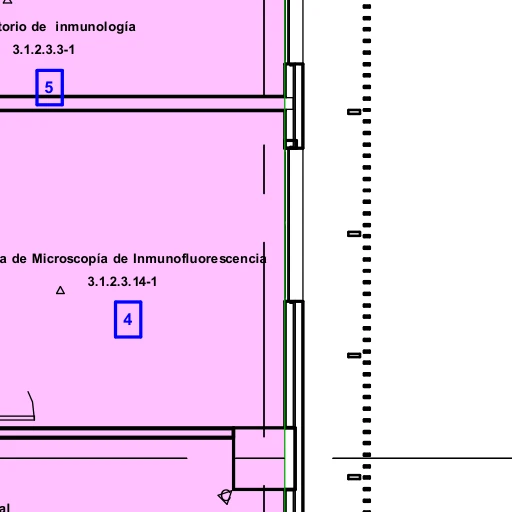 torio de inmunología
3.1.2.3.3-1
5
a de Microscopía de Inmunofluorescencia
3.1.2.3.14-1
4
al